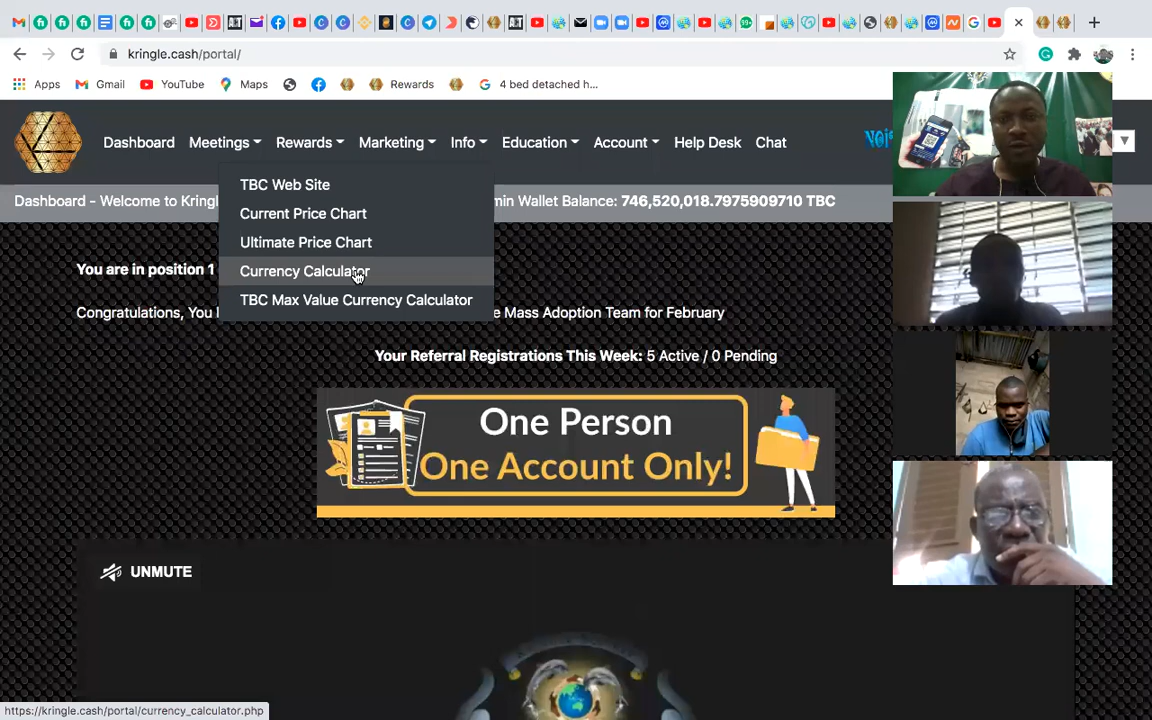 99+
kringle.cash/portal/
Apps Gmail YouTube Maps Rewards 4 bed detached h...
Dashboard Meetings Rewards Marketing Info Education Account Help Desk Chat
TBC Web Site
Dashboard - Welcome to Kring min Wallet Balance: 746,520,018.7975909710 TBC
Current Price Chart
Ultimate Price Chart
You are in position 1
Currency Calculator
TBC Max Value Currency Calculator
Congratulations, You e Mass Adoption Team for February
Your Referral Registrations This Week: 5 Active / 0 Pending
One Person
One Account Only!
UNMUTE
https://kringle.cash/portal/currency_calculator.php